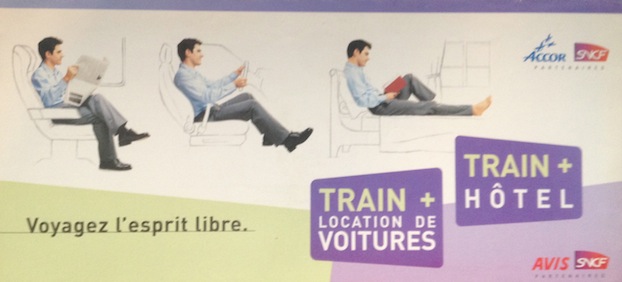 ACCOR SNCF
PARTENAIRES
TRAIN +
HÔTEL
TRAIN +
LOCATION DE
VOITURES
Voyagez l'esprit libre.
AVIS SNCF
PARTENAIRES